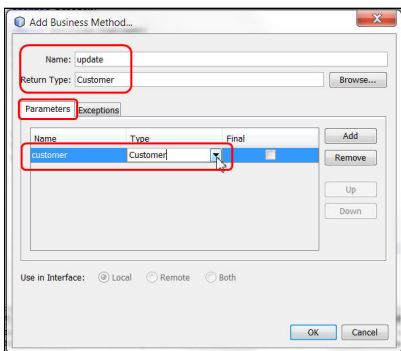 Add Business Method...
Name: update
Return Type: Customer Browse...
Parameters Exceptions
Name Type Final Add
customer Customer Remove
Up
Down
Use in Interface: Local Remote Both
OK Cancel